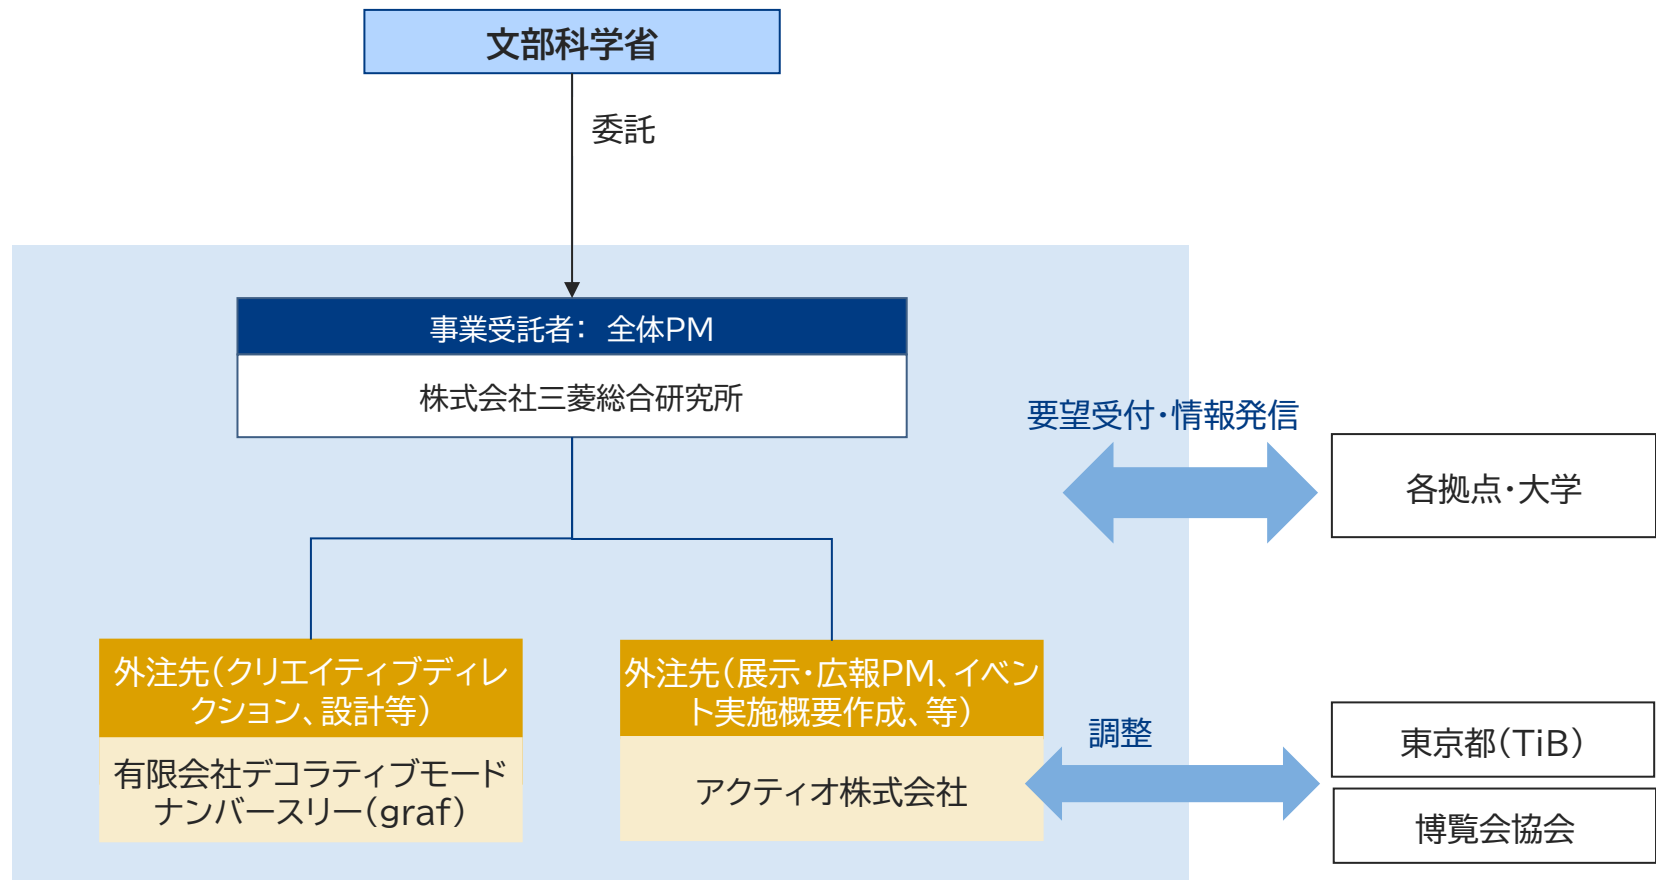 文部科学省
委託
事業受託者： 全体PM
株式会社三菱総合研究所
要望受付・情報発信
各拠点・大学
外注先（クリエイティブディレ
クション、設計等）
有限会社デコラティブモード
ナンバースリー（graf）
外注先（展示・広報PM、イベン
ト実施概要作成、等）
アクティオ株式会社
調整
東京都（TiB）
博覧会協会